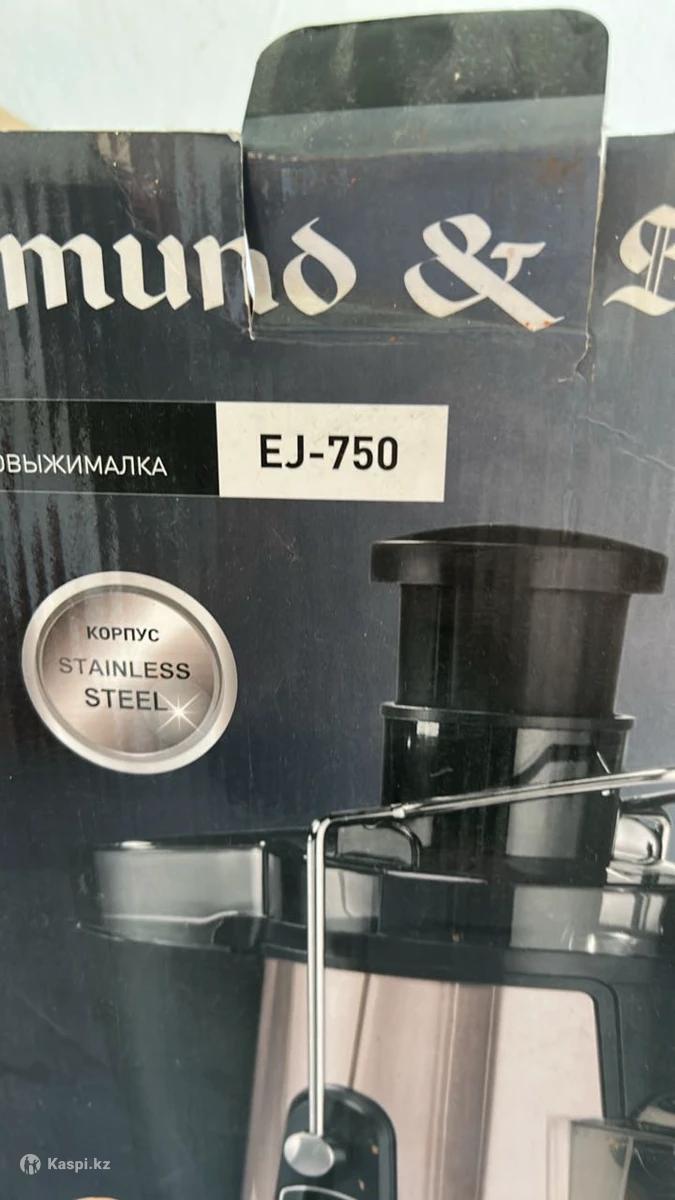 mund &
ОВЫЖИМАЛКА
EJ-750
КОРПУС
STAINLESS
STEEL
Kaspi.kz